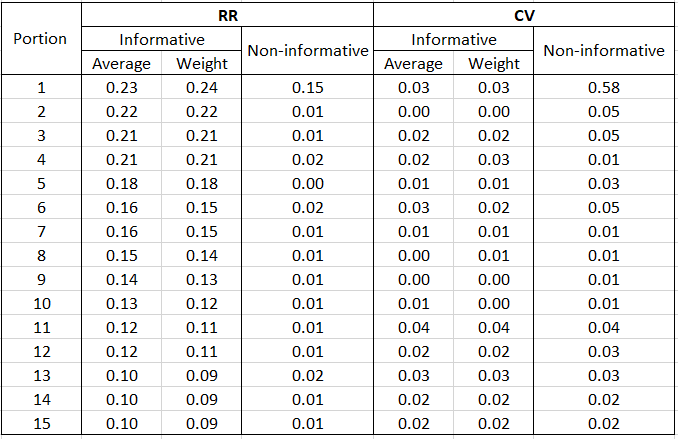 RR CV
Portion Informative Non-informative Informative Non-informative
Average Weight Average Weight
1 0.23 0.24 0.15 0.03 0.03 0.58
2 0.22 0.22 0.01 0.00 0.00 0.05
3 0.21 0.21 0.01 0.02 0.02 0.05
4 0.21 0.21 0.02 0.02 0.03 0.01
5 0.18 0.18 0.00 0.01 0.01 0.03
6 0.16 0.15 0.02 0.03 0.02 0.05
7 0.16 0.15 0.01 0.01 0.01 0.01
8 0.15 0.14 0.01 0.00 0.01 0.01
9 0.14 0.13 0.01 0.00 0.00 0.01
10 0.13 0.12 0.01 0.01 0.00 0.01
11 0.12 0.11 0.01 0.04 0.04 0.04
12 0.12 0.11 0.01 0.02 0.02 0.03
13 0.10 0.09 0.02 0.03 0.03 0.03
14 0.10 0.09 0.01 0.02 0.02 0.02
15 0.10 0.09 0.01 0.02 0.02 0.02